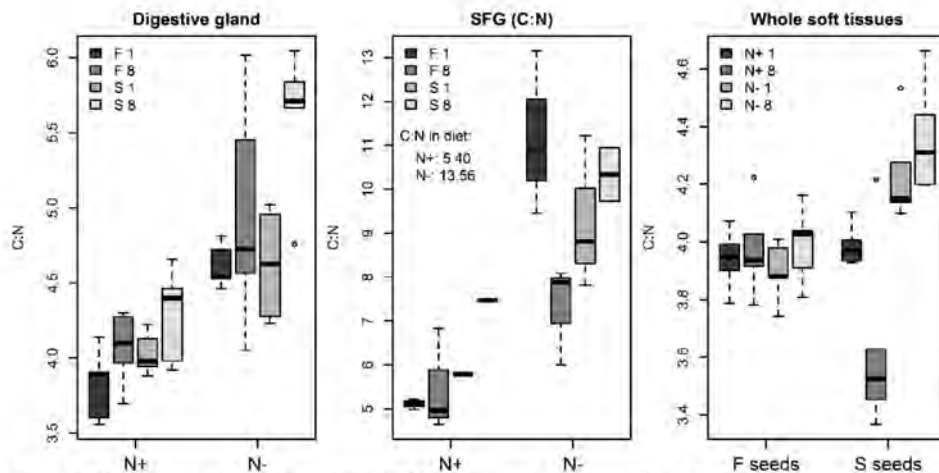 Digestive gland
F 1
F 8
S 1
S 8
C:N
6.0
5.5
5.0
4.5
4.0
3.5
N+
N-
SFG (C:N)
F 1
F 8
S 1
S 8
C:N in diet:
N+: 5.40
N-: 13.56
C:N
13
12
11
10
9
8
7
6
5
N+
N-
Whole soft tissues
N+ 1
N+ 8
N- 1
N- 8
C:N
4.6
4.4
4.2
4.0
3.8
3.6
3.4
F seeds
S seeds